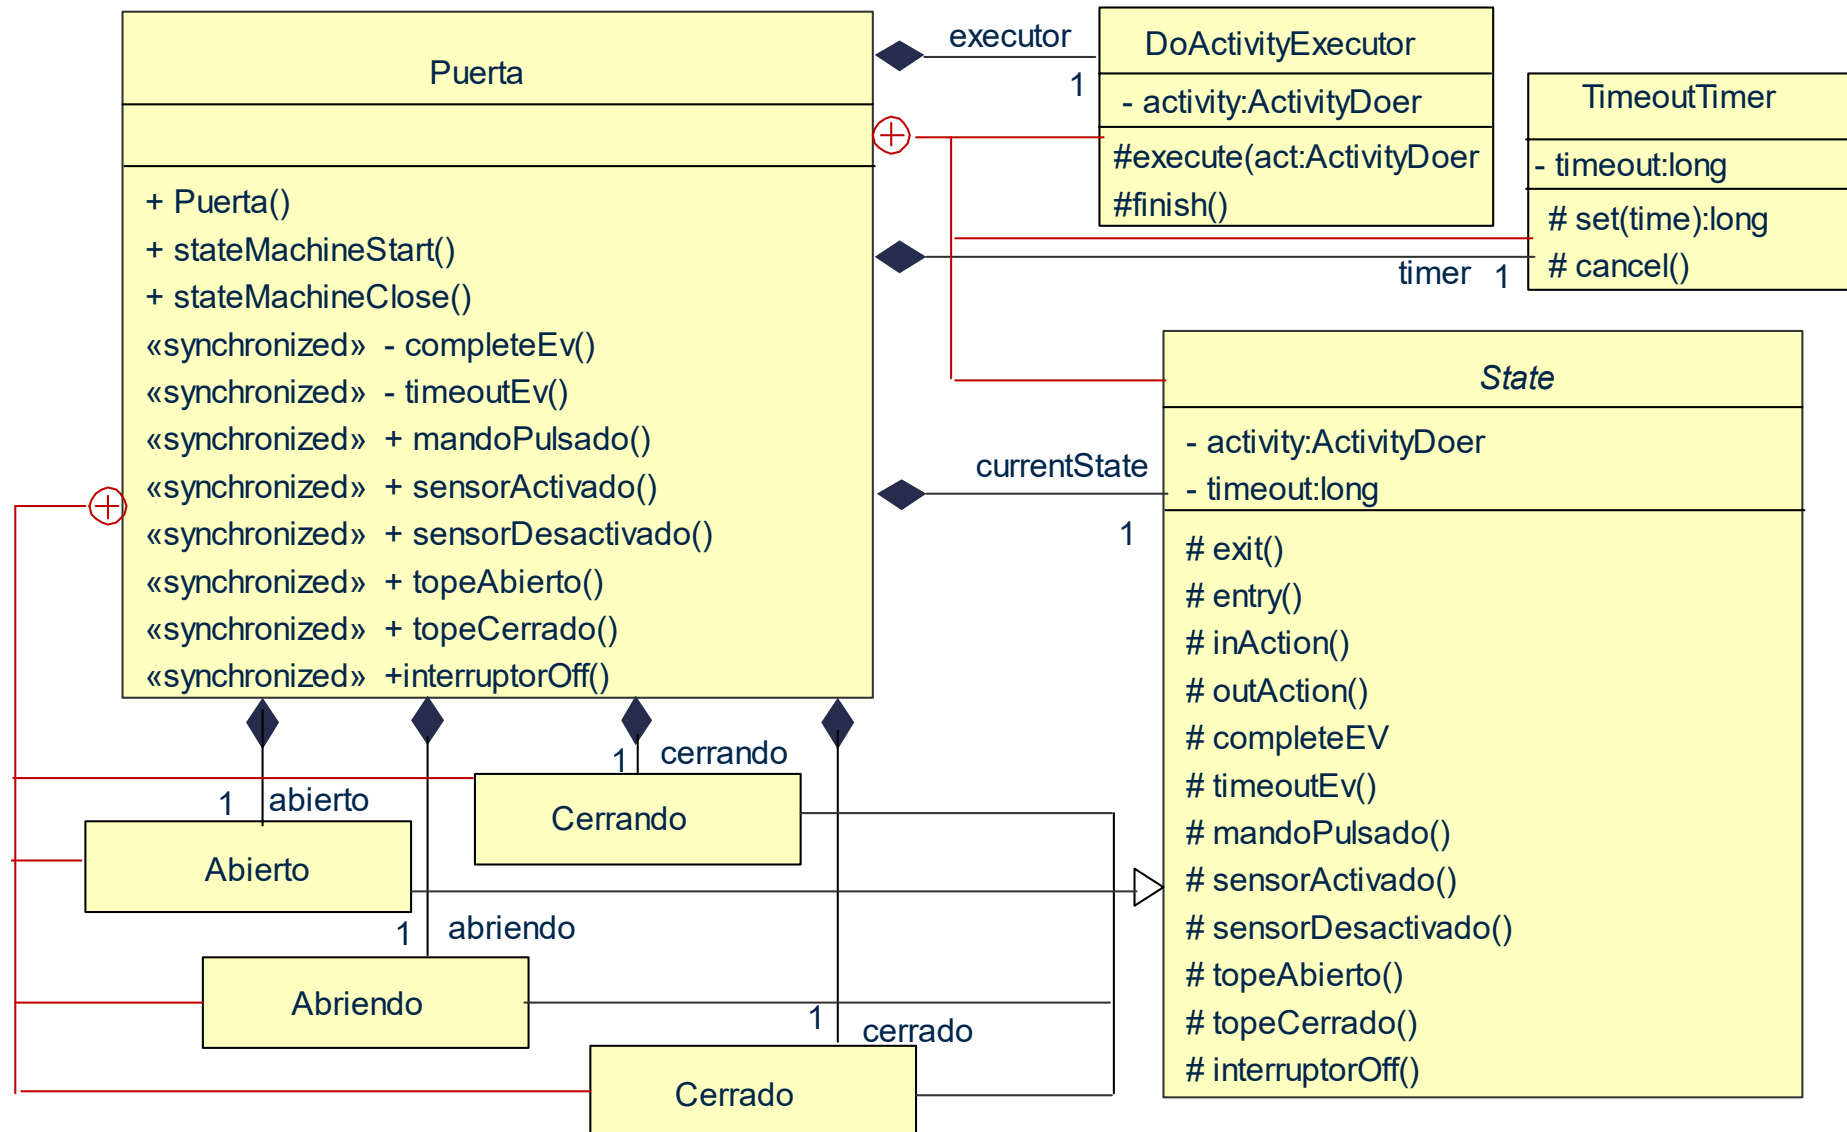 Puerta
+ Puerta()
+ stateMachineStart()
+ stateMachineClose()
«synchronized» - completeEv()
«synchronized» - timeoutEv()
«synchronized» + mandoPulsado()
«synchronized» + sensorActivado()
«synchronized» + sensorDesactivado()
«synchronized» + topeAbierto()
«synchronized» + topeCerrado()
«synchronized» +interruptorOff()
executor
1
DoActivityExecutor
- activity:ActivityDoer
#execute(act:ActivityDoer
#finish()
TimeoutTimer
- timeout:long
# set(time):long
# cancel()
timer 1
State
- activity:ActivityDoer
- timeout:long
# exit()
# entry()
# inAction()
# outAction()
# completeEV
# timeoutEv()
# mandoPulsado()
# sensorActivado()
# sensorDesactivado()
# topeAbierto()
# topeCerrado()
# interruptorOff()
currentState
1
1 cerrando
Cerrando
1 abierto
Abierto
1 abriendo
Abriendo
1 cerrado
Cerrado